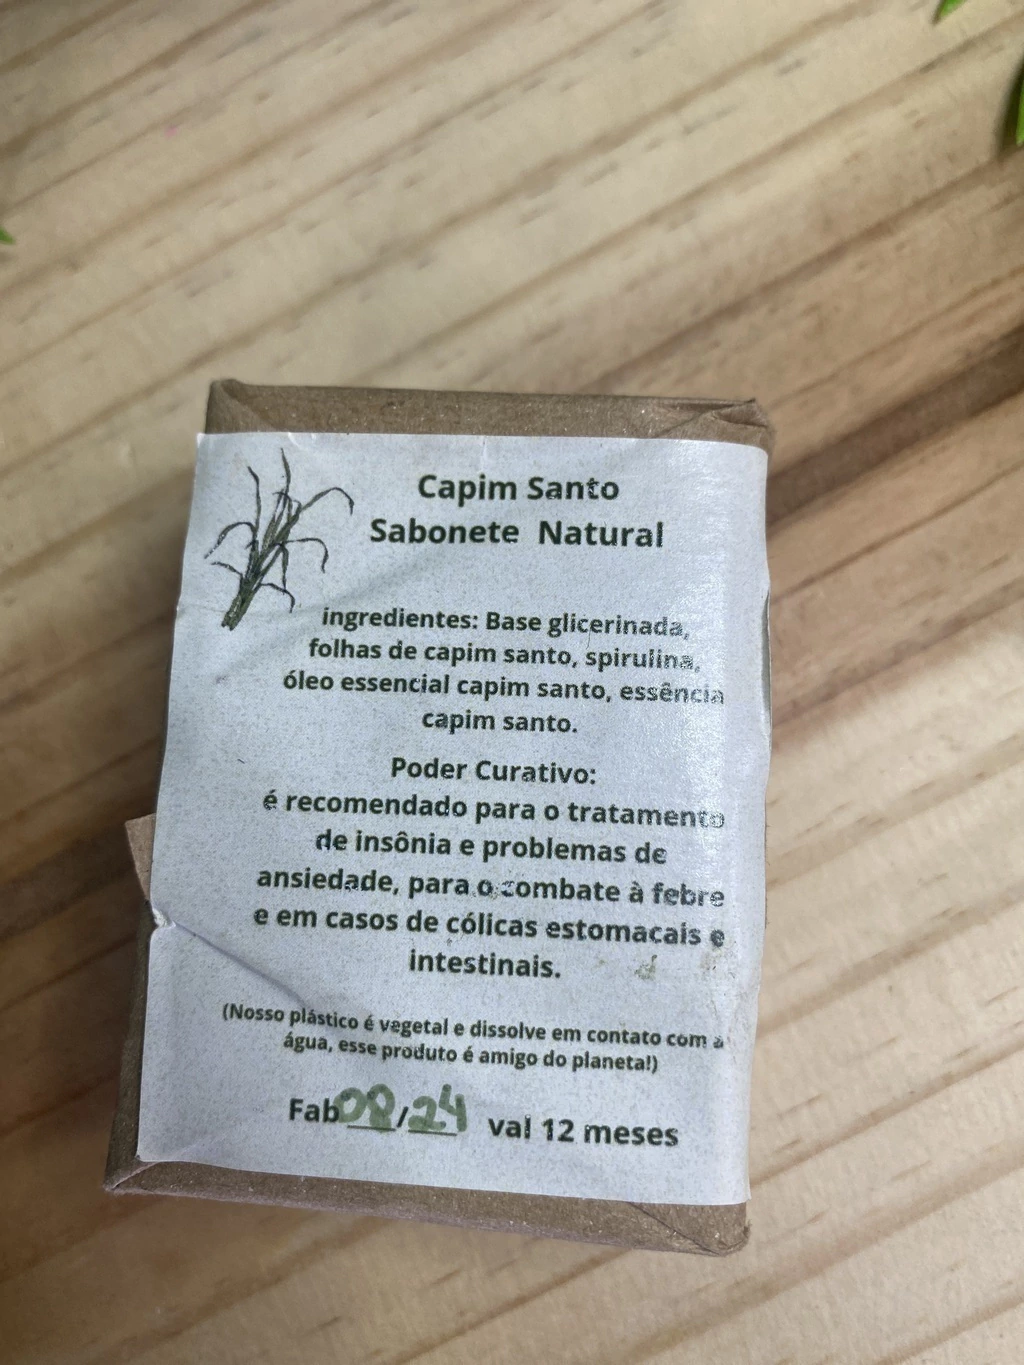 Capim Santo
Sabonete Natural
ingredientes: Base glicerinada,
folhas de capim santo, spirulina,
óleo essencial capim santo, essência
capim santo.
Poder Curativo:
é recomendado para o tratamento
de insônia e problemas de
ansiedade, para o combate à febre
e em casos de cólicas estomacais e
intestinais.
(Nosso plástico é vegetal e dissolve em contato com a
água, esse produto é amigo do planeta!)
Fab 08/24 val 12 meses